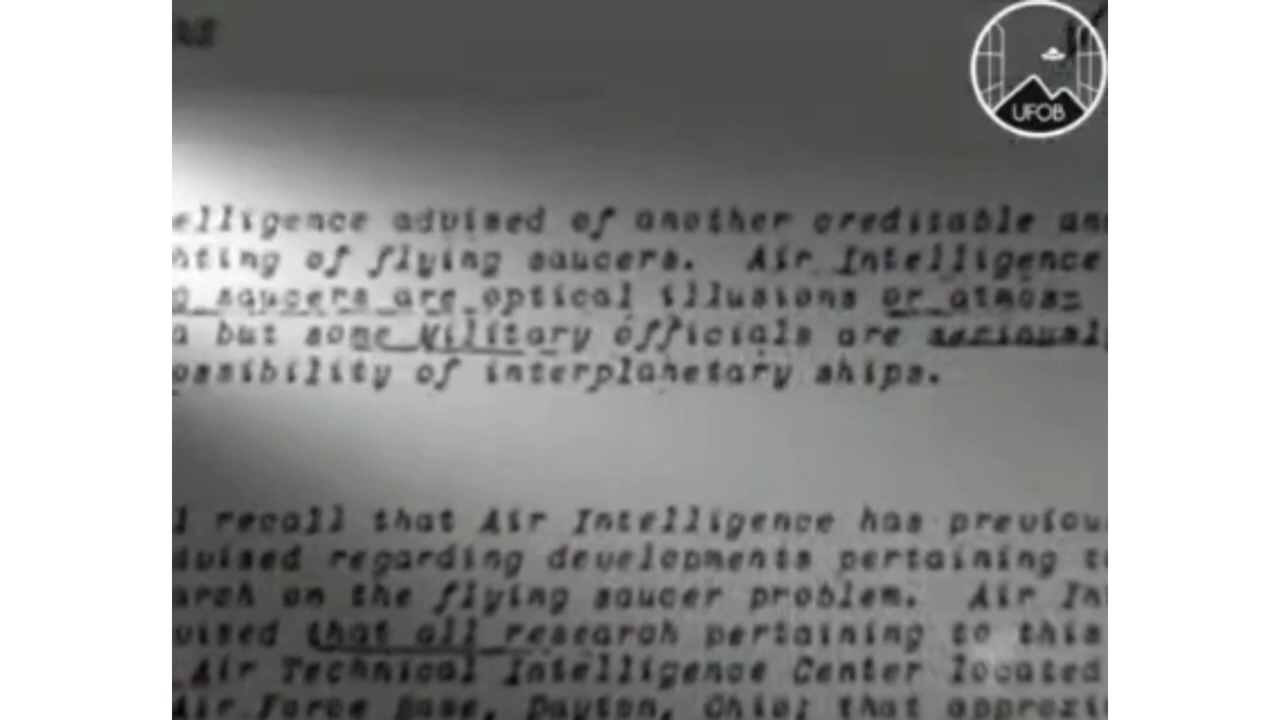 UFOB
elligence advised of another creditable an
hting of flying saucers. Air Intelligence
g saucers are optical illusions or atmos-
a but some Military officials are seriously
ossibility of interplanetary ships.
l recall that Air Intelligence has previou
dvised regarding developments pertaining t
arch on the flying saucer problem. Air In
vised that all research pertaining to this
Air Technical Intelligence Center located
Air Force Base, Dayton, Ohio; that approxi